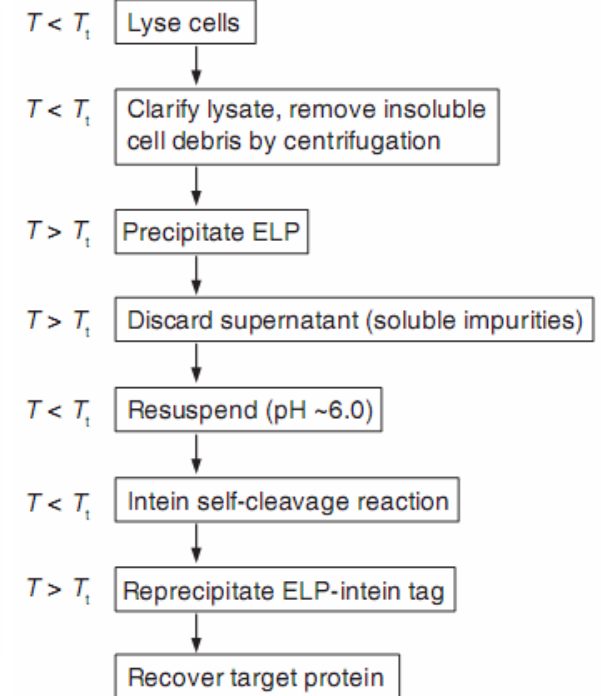 T < Tt Lyse cells
T < Tt Clarify lysate, remove insoluble
cell debris by centrifugation
T > Tt Precipitate ELP
T > Tt Discard supernatant (soluble impurities)
T < Tt Resuspend (pH ~6.0)
T < Tt Intein self-cleavage reaction
T > Tt Reprecipitate ELP-intein tag
Recover target protein